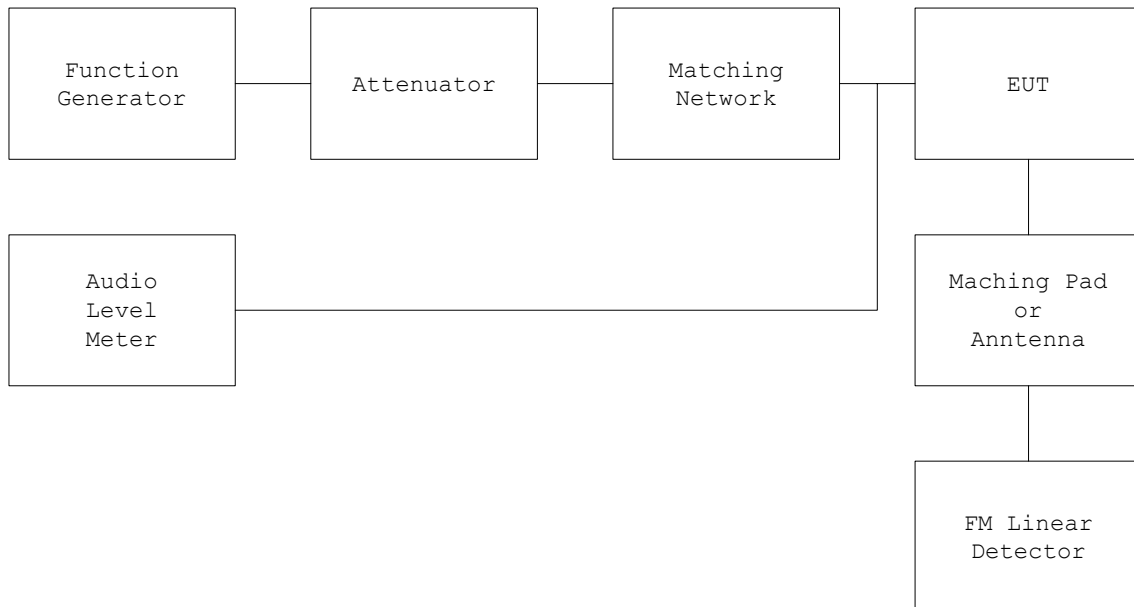 Function
Generator
Attenuator
Matching
Network
EUT
Audio
Level
Meter
Maching Pad
or
Anntenna
FM Linear
Detector